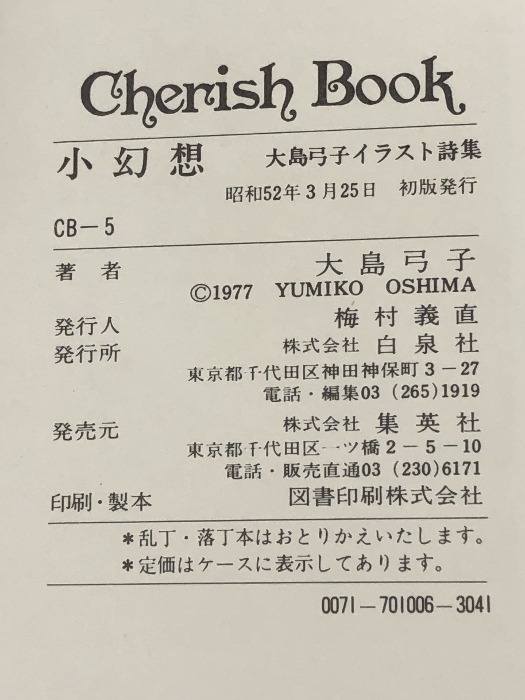 Cherish Book
小幻想 大島弓子イラスト詩集
昭和52年3月25日 初版発行
CB-5
著者 大島弓子
©1977 YUMIKO OSHIMA
発行人 梅村義直
発行所 株式会社 白泉社
東京都千代田区神田神保町3-27
電話・編集03 (265)1919
発売元 株式会社 集英社
東京都千代田区一ツ橋2-5-10
電話・販売直通03 (230)6171
印刷・製本 図書印刷株式会社
*乱丁・落丁本はおとりかえいたします。
*定価はケースに表示してあります。
0071-701006-3041